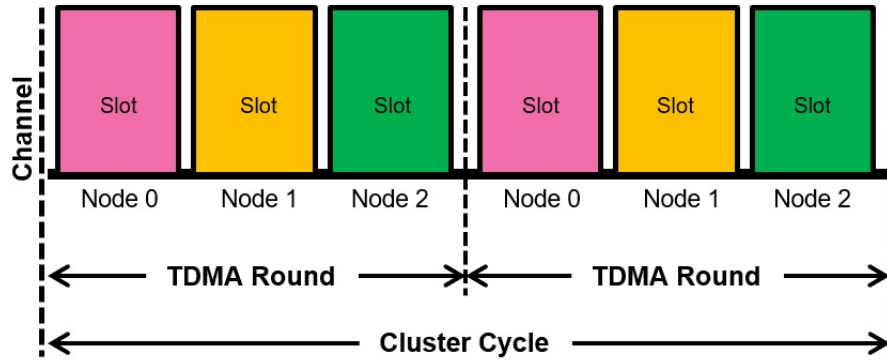 Channel
Slot Slot Slot Slot Slot Slot
Node 0 Node 1 Node 2 Node 0 Node 1 Node 2
TDMA Round TDMA Round
Cluster Cycle